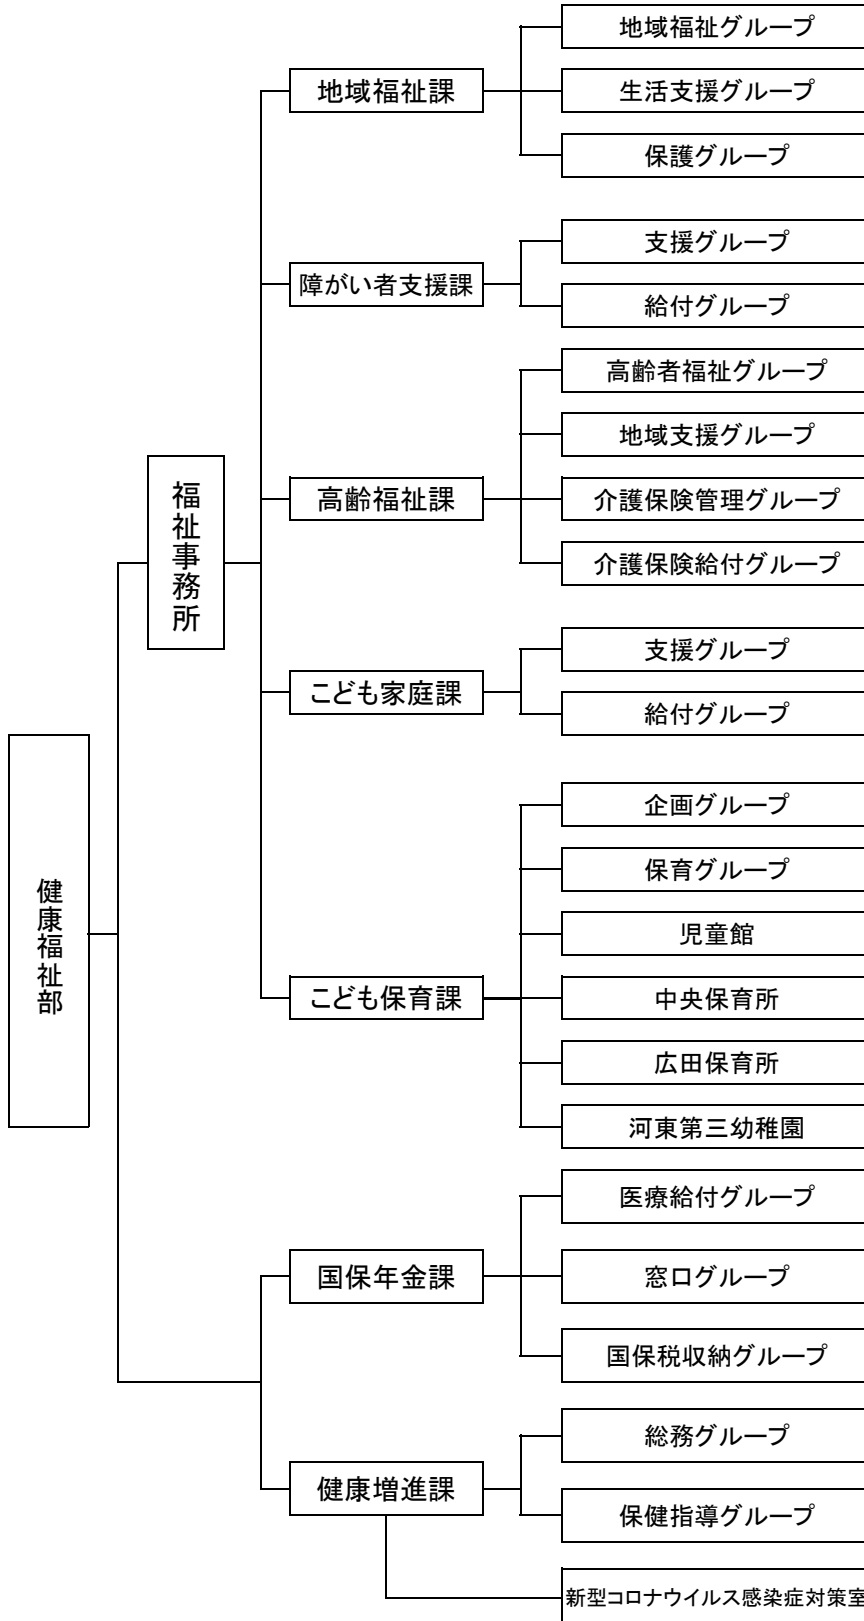 健康福祉部
福祉事務所
地域福祉課
地域福祉グループ
生活支援グループ
保護グループ
障がい者支援課
支援グループ
給付グループ
高齢福祉課
高齢者福祉グループ
地域支援グループ
介護保険管理グループ
介護保険給付グループ
こども家庭課
支援グループ
給付グループ
こども保育課
企画グループ
保育グループ
児童館
中央保育所
広田保育所
河東第三幼稚園
国保年金課
医療給付グループ
窓口グループ
国保税収納グループ
健康増進課
総務グループ
保健指導グループ
新型コロナウイルス感染症対策室